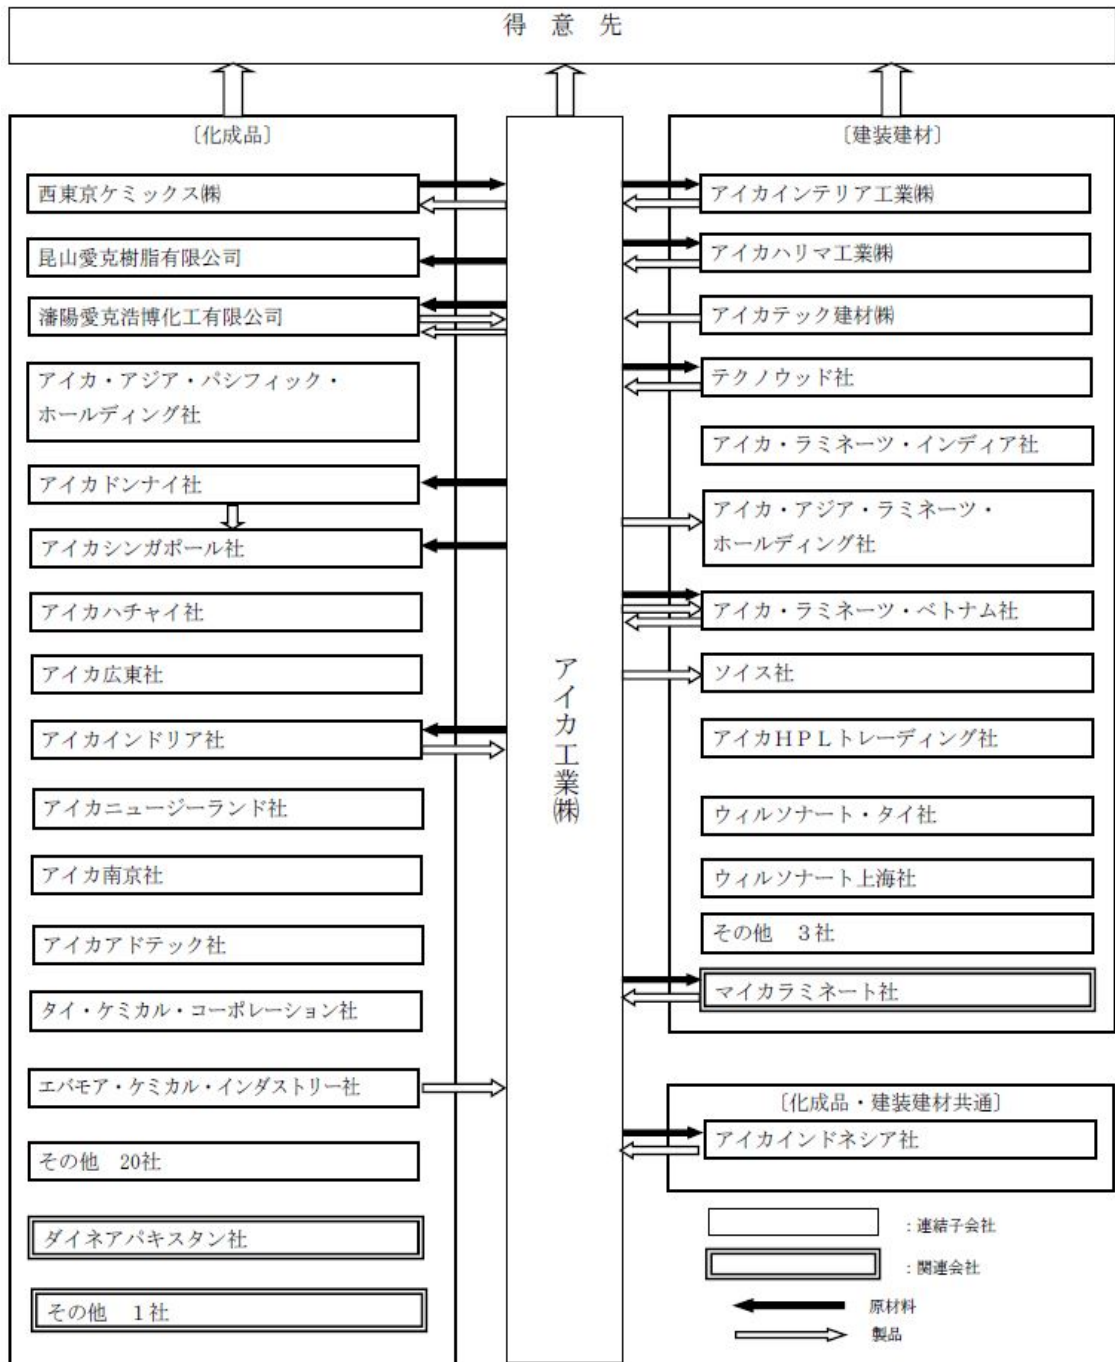 得意先
〔化成品〕
西東京ケミックス㈱
昆山愛克樹脂有限公司
瀋陽愛克浩博化工有限公司
アイカ・アジア・パシフィック・
ホールディング社
アイカドンナイ社
アイカシンガポール社
アイカハチャイ社
アイカ広東社
アイカインドリア社
アイカニュージーランド社
アイカ南京社
アイカアドテック社
タイ・ケミカル・コーポレーション社
エバモア・ケミカル・インダストリー社
その他 20社
ダイネアパキスタン社
その他 1社
アイカ工業㈱
〔建装建材〕
アイカインテリア工業㈱
アイカハリマ工業㈱
アイカテック建材㈱
テクノウッド社
アイカ・ラミネーツ・インディア社
アイカ・アジア・ラミネーツ・
ホールディング社
アイカ・ラミネーツ・ベトナム社
ソイス社
アイカHPLトレーディング社
ウィルソナート・タイ社
ウィルソナート上海社
その他 3社
マイカラミネート社
〔化成品・建装建材共通〕
アイカインドネシア社
：連結子会社
：関連会社
原材料
製品